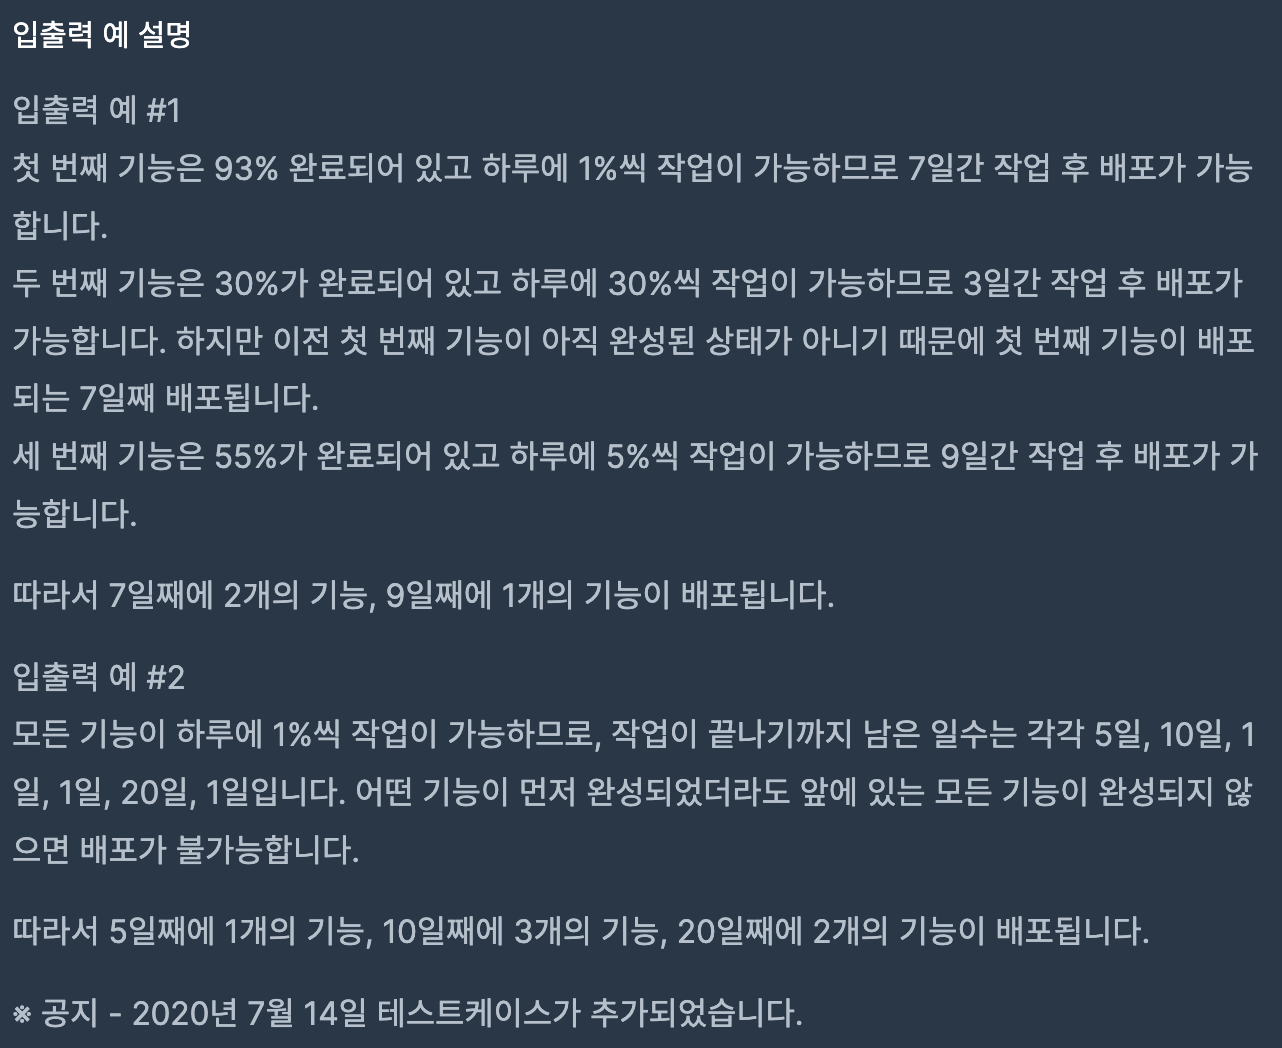 입출력 예 설명
입출력 예 #1
첫 번째 기능은 93% 완료되어 있고 하루에 1%씩 작업이 가능하므로 7일간 작업 후 배포가 가능
합니다.
두 번째 기능은 30%가 완료되어 있고 하루에 30%씩 작업이 가능하므로 3일간 작업 후 배포가
가능합니다. 하지만 이전 첫 번째 기능이 아직 완성된 상태가 아니기 때문에 첫 번째 기능이 배포
되는 7일째 배포됩니다.
세 번째 기능은 55%가 완료되어 있고 하루에 5%씩 작업이 가능하므로 9일간 작업 후 배포가 가
능합니다.
따라서 7일째에 2개의 기능, 9일째에 1개의 기능이 배포됩니다.
입출력 예 #2
모든 기능이 하루에 1%씩 작업이 가능하므로, 작업이 끝나기까지 남은 일수는 각각 5일, 10일, 1
일, 1일, 20일, 1일입니다. 어떤 기능이 먼저 완성되었더라도 앞에 있는 모든 기능이 완성되지 않
으면 배포가 불가능합니다.
따라서 5일째에 1개의 기능, 10일째에 3개의 기능, 20일째에 2개의 기능이 배포됩니다.
※ 공지 - 2020년 7월 14일 테스트케이스가 추가되었습니다.